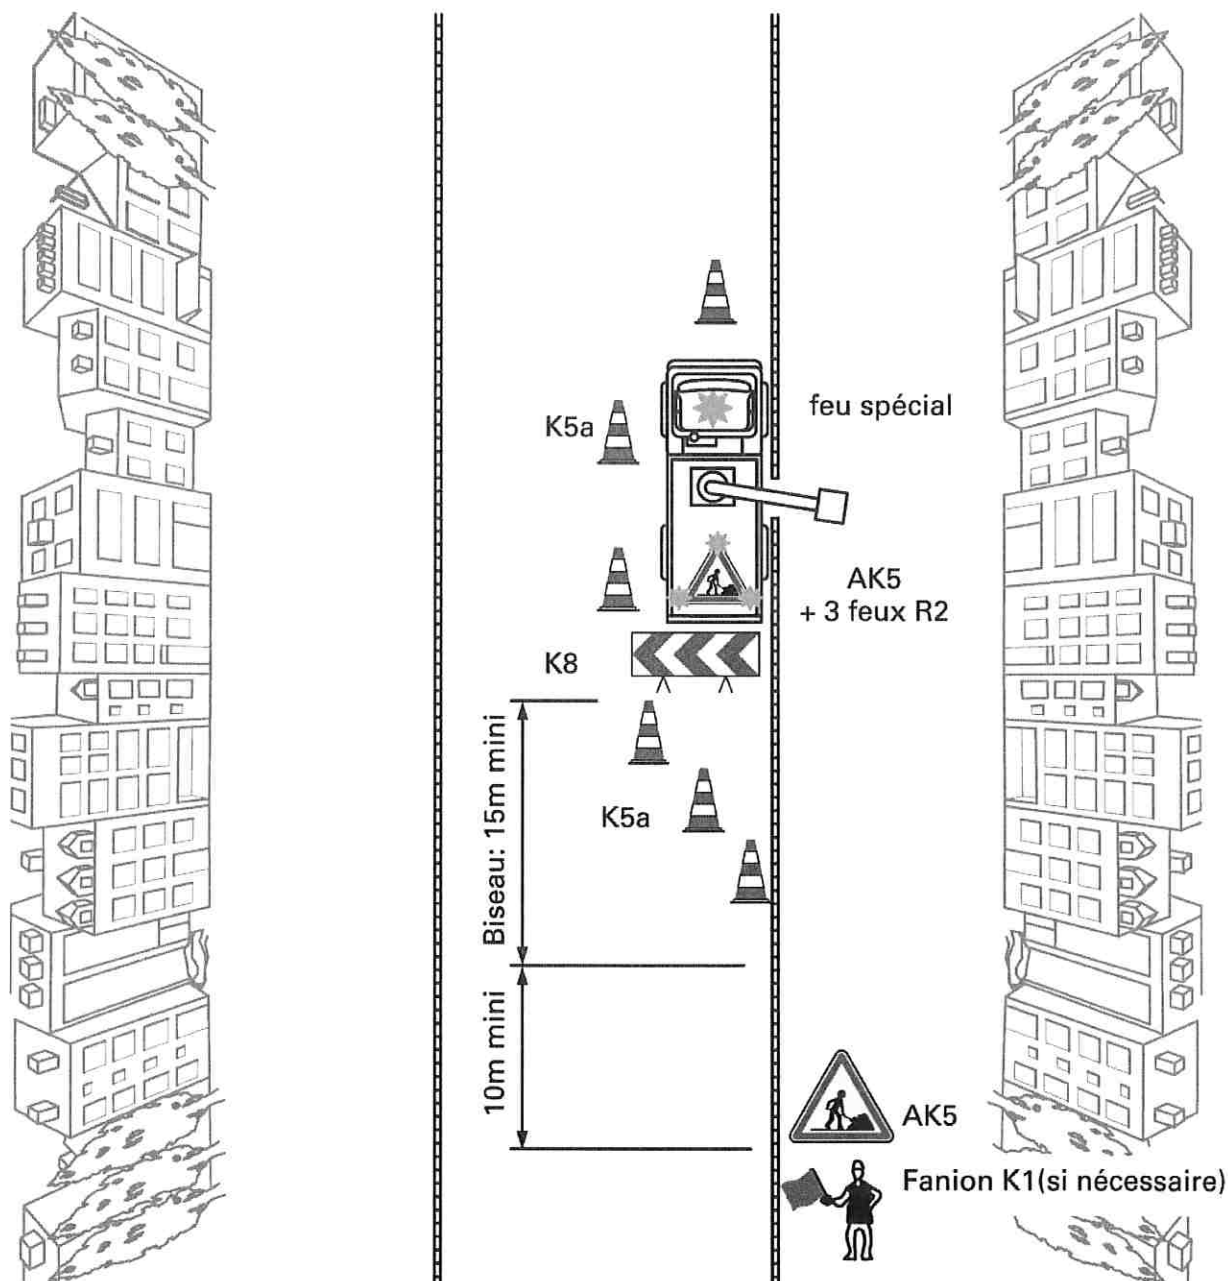 feu spécial
K5a
AK5
+ 3 feux R2
K8
Biseau: 15m mini
K5a
10m mini
AK5
Fanion K1(si nécessaire)